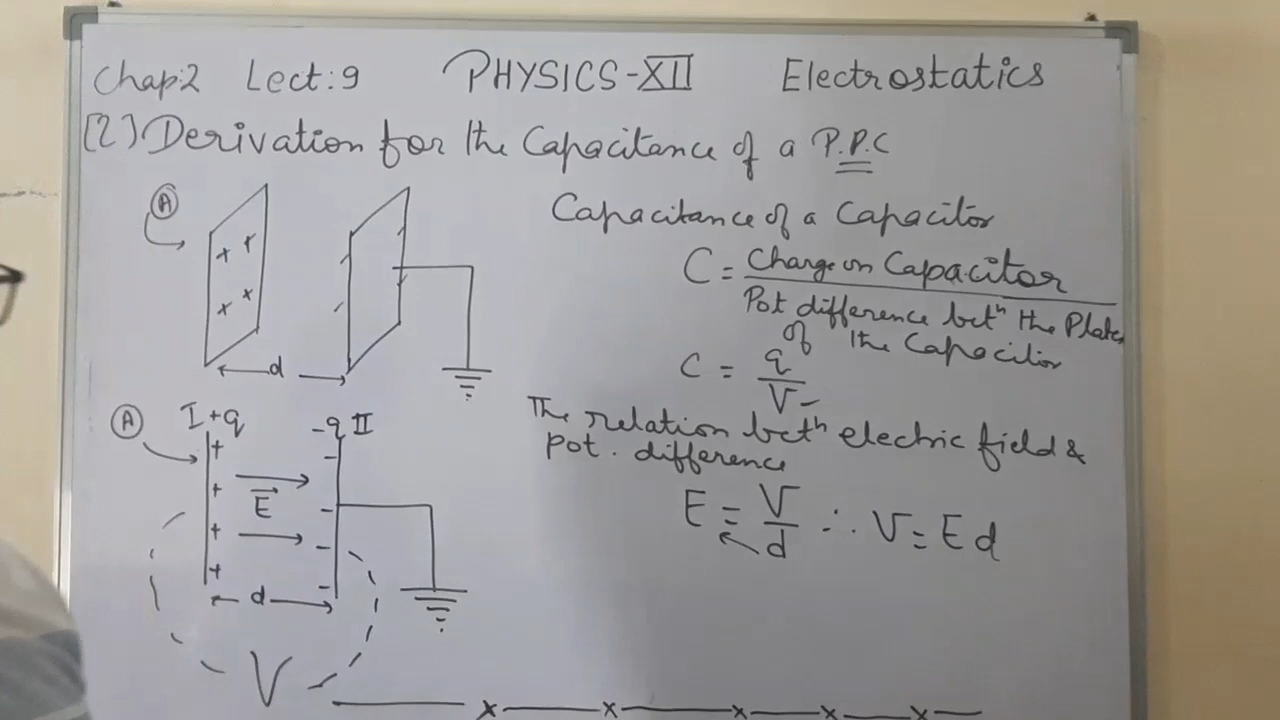 Chap:2 Lect:9 PHYSICS-XII Electrostatics
(2) Derivation for the Capacitance of a P.P.C
A
+ +
+ +
d
Capacitance of a Capacitor
C = Charge on Capacitor
Pot difference betⁿ the Plates
of the Capacitor
C = q
V
The relation betⁿ electric field &
pot. difference
E = V ∴ V = Ed
d
A I +q -q II
+ -
+ -
+ -
+ -
E
d
V
x x x x x